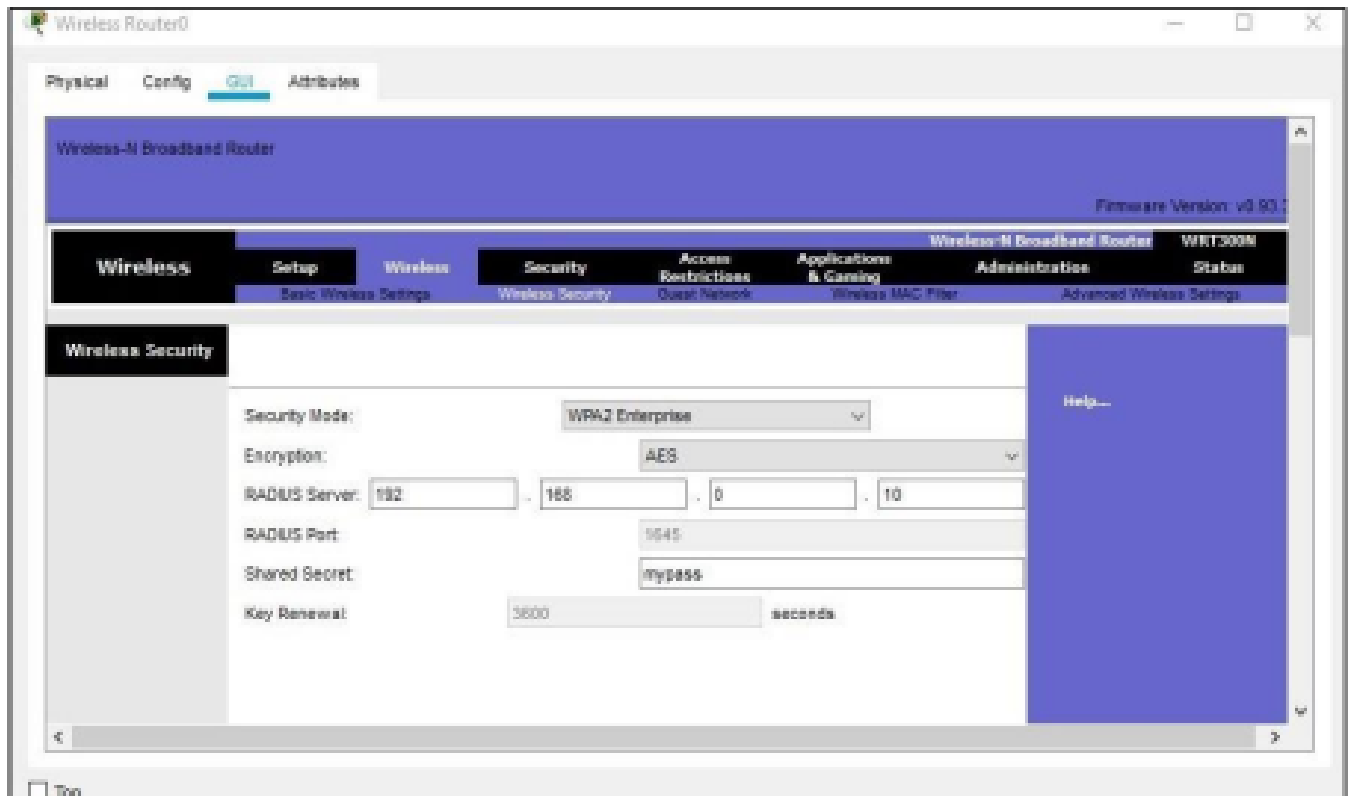 Wireless Router0
Physical Config GUI Attributes
Wireless-N Broadband Router
Firmware Version: v0.93.3
Wireless-N Broadband Router WRT300N
Wireless Setup Wireless Security Access Restrictions Applications & Gaming Administration Status
Basic Wireless Settings Wireless Security Guest Network Wireless MAC Filter Advanced Wireless Settings
Wireless Security
Help...
Security Mode: WPA2 Enterprise
Encryption: AES
RADIUS Server: 192 . 168 . 0 . 10
RADIUS Port: 1645
Shared Secret: mypass
Key Renewal: 3600 seconds
Top